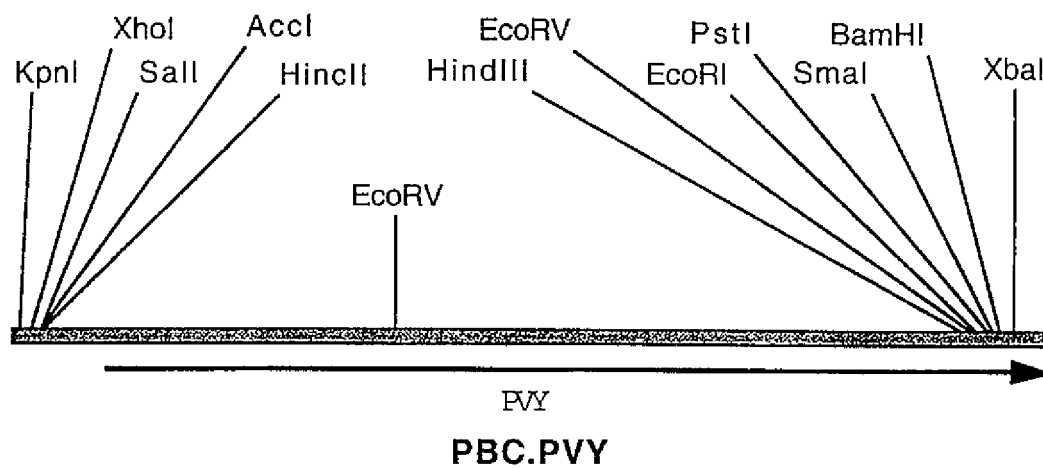 XhoI AccI EcoRV PstI BamHI
KpnI SalI HincII HindIII EcoRI SmaI XbaI
EcoRV
PVY
PBC.PVY